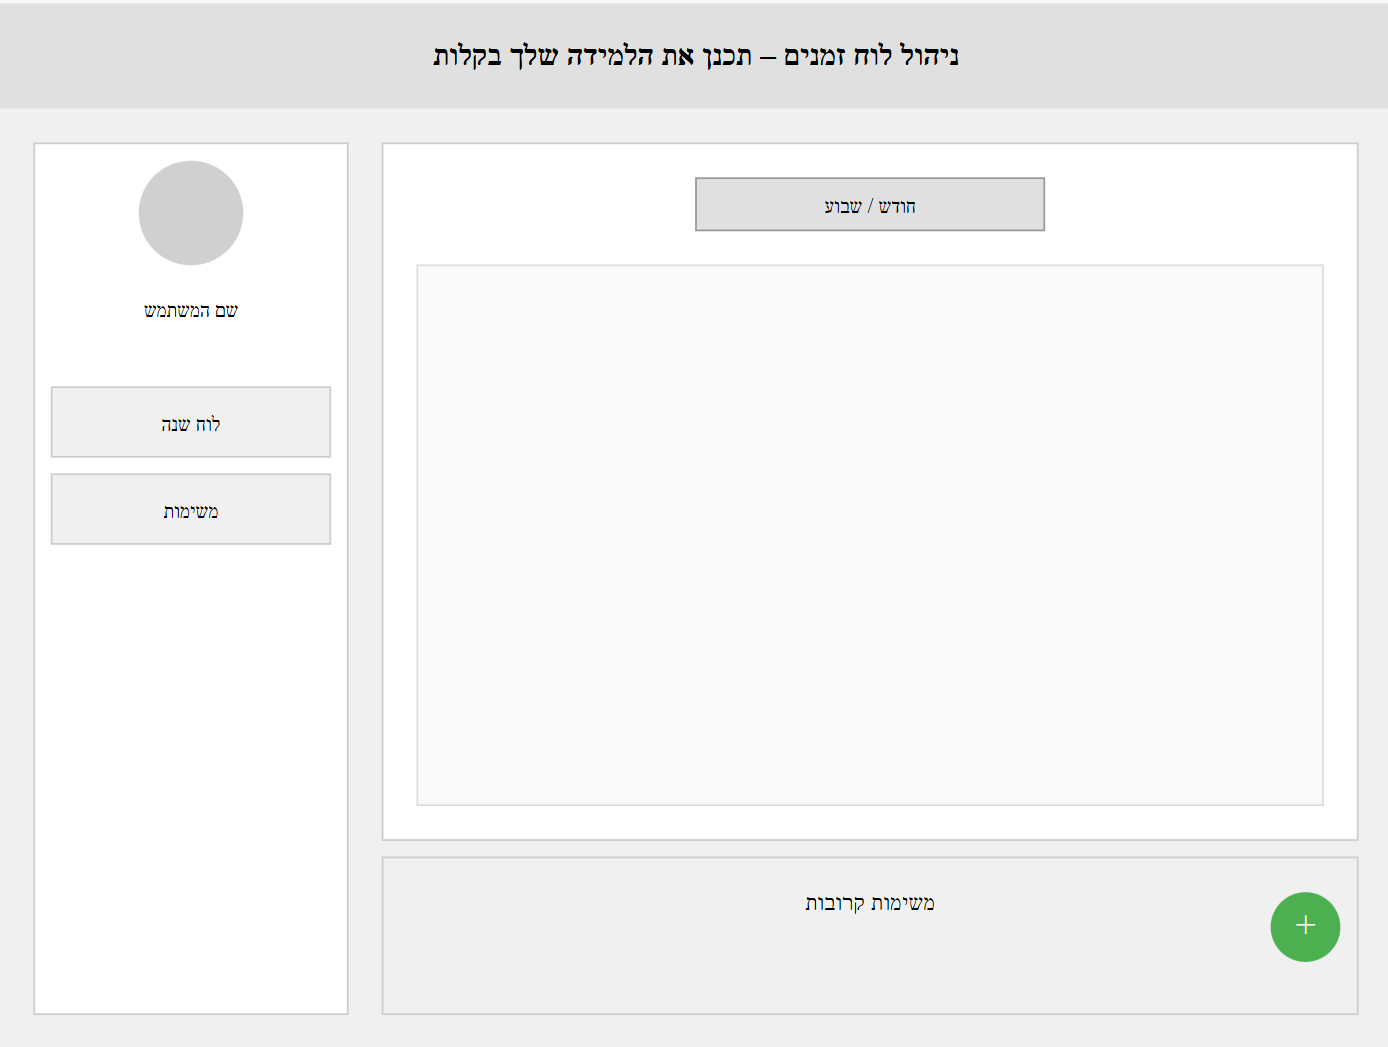 ניהול לוח זמנים – תכנן את הלמידה שלך בקלות
חודש / שבוע
שם המשתמש
לוח שנה
משימות
משימות קרובות
+